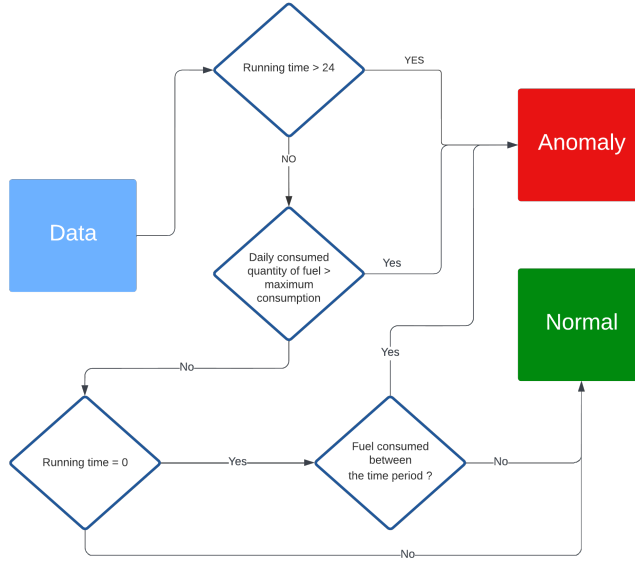 Running time > 24
YES
Anomaly
NO
Data
Daily consumed
quantity of fuel >
maximum
consumption
Yes
Normal
Yes
No
Running time = 0
Yes
Fuel consumed
between
the time period ?
No
No